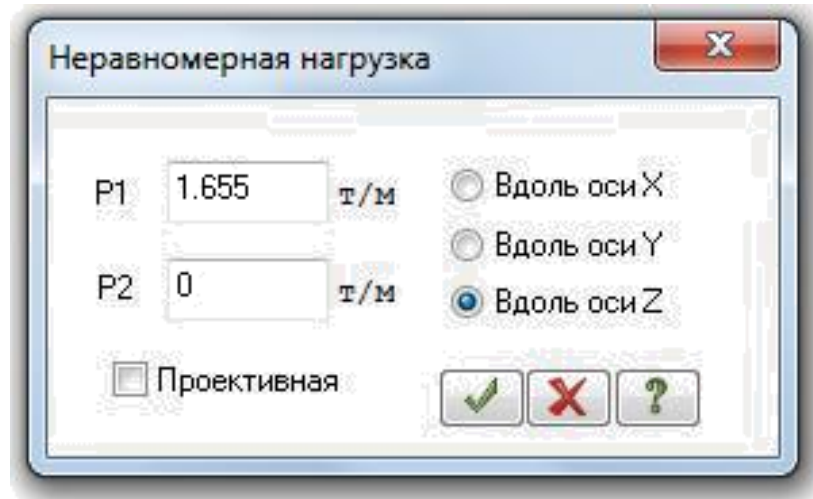 Неравномерная нагрузка
P1 1.655 т/м
Вдоль оси X
Вдоль оси Y
P2 0 т/м
Вдоль оси Z
Проективная
?